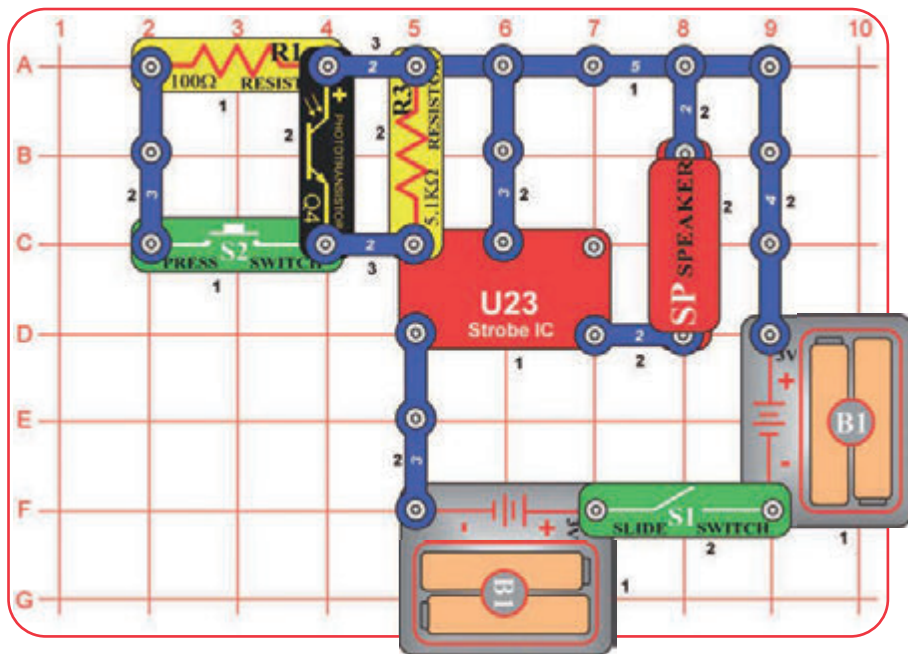 1 2 3 4 5 6 7 8 9 10
A
B
C
D
E
F
G
R1
100Ω RESIST
1
3
2
2
3
2
+
PHOTOTRANSISTOR
Q4
2
R3
RESISTOR
5.1KΩ
2
S2
PRESS SWITCH
1
2
3
3
2
5
1
2
2
SP SPEAKER
2
4
2
U23
Strobe IC
1
2
2
3V
+
-
B1
1
3
2
-
+
3V
B1
1
S1
SLIDE SWITCH
2